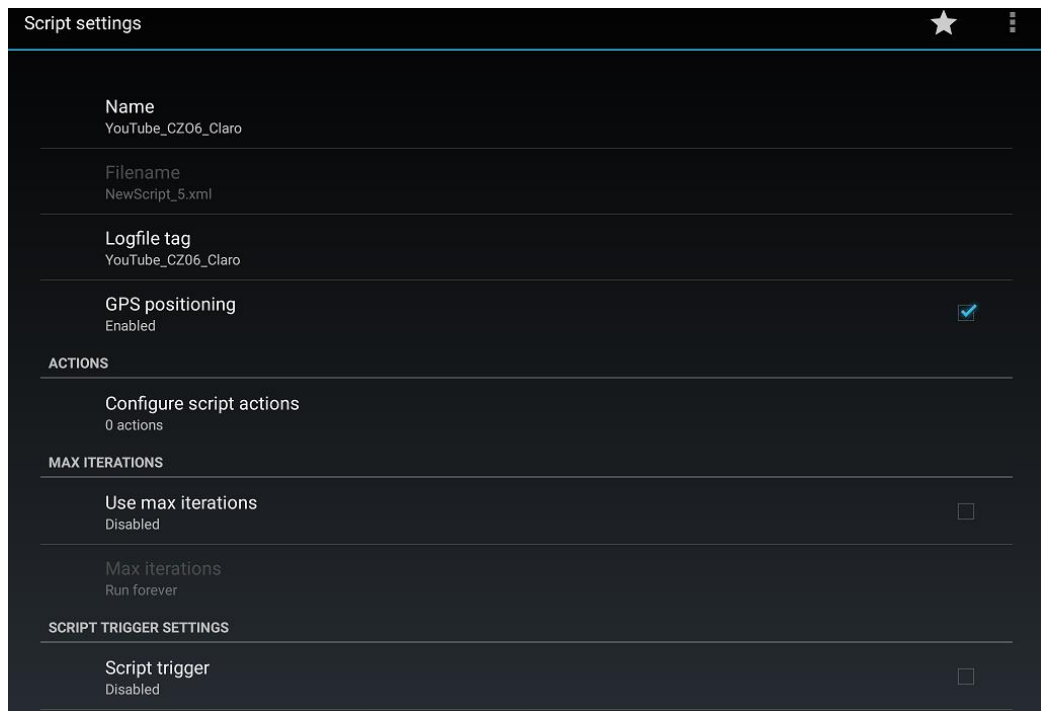 Script settings
Name
YouTube_CZO6_Claro
Filename
NewScript_5.xml
Logfile tag
YouTube_CZ06_Claro
GPS positioning
Enabled
ACTIONS
Configure script actions
0 actions
MAX ITERATIONS
Use max iterations
Disabled
Max iterations
Run forever
SCRIPT TRIGGER SETTINGS
Script trigger
Disabled